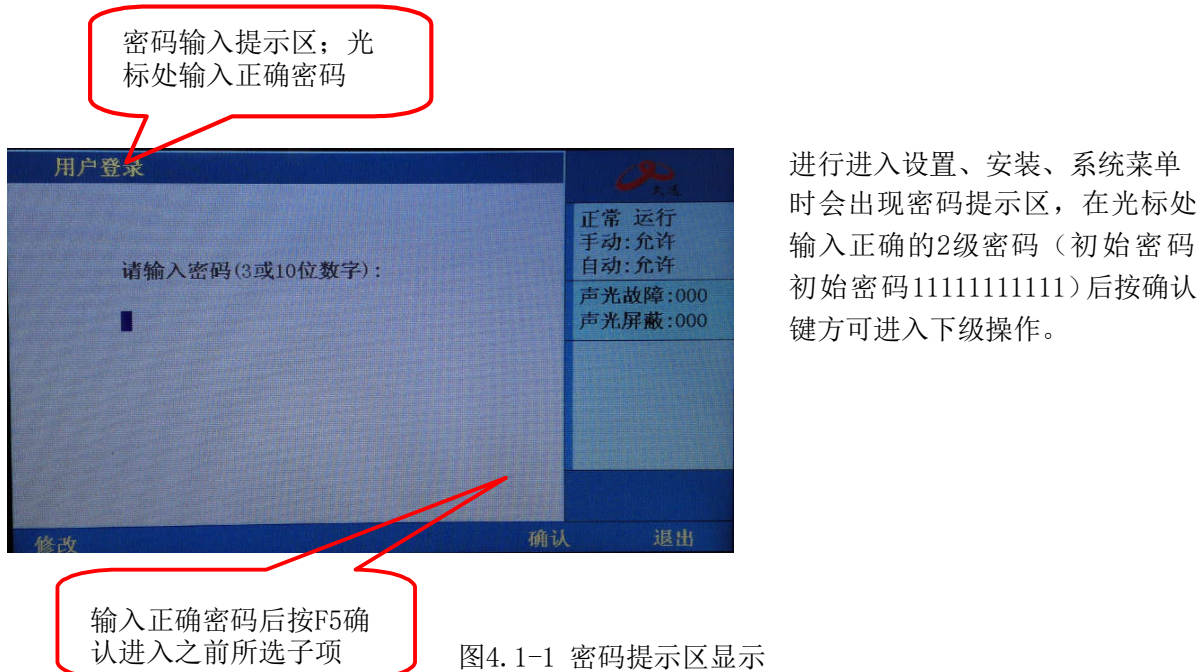 密码输入提示区；光
标处输入正确密码
用户登录
请输入密码(3或10位数字):
正常 运行
手动:允许
自动:允许
声光故障:000
声光屏蔽:000
修改
确认
退出
进行进入设置、安装、系统菜单
时会出现密码提示区，在光标处
输入正确的2级密码（初始密码
初始密码11111111111）后按确认
键方可进入下级操作。
输入正确密码后按F5确
认进入之前所选子项
图4.1-1 密码提示区显示